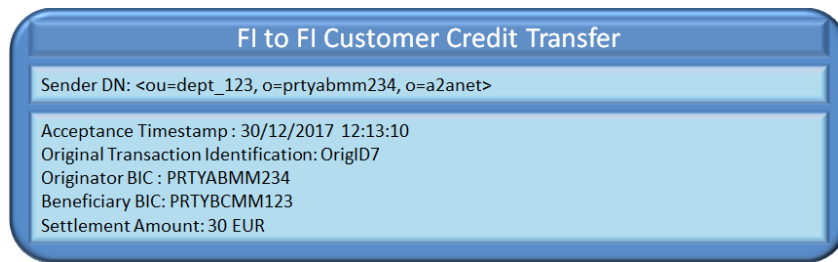 FI to FI Customer Credit Transfer
Sender DN: <ou=dept_123, o=prtyabmm234, o=a2anet>
Acceptance Timestamp : 30/12/2017 12:13:10
Original Transaction Identification: OrigID7
Originator BIC : PRTYABMM234
Beneficiary BIC: PRTYBCMM123
Settlement Amount: 30 EUR